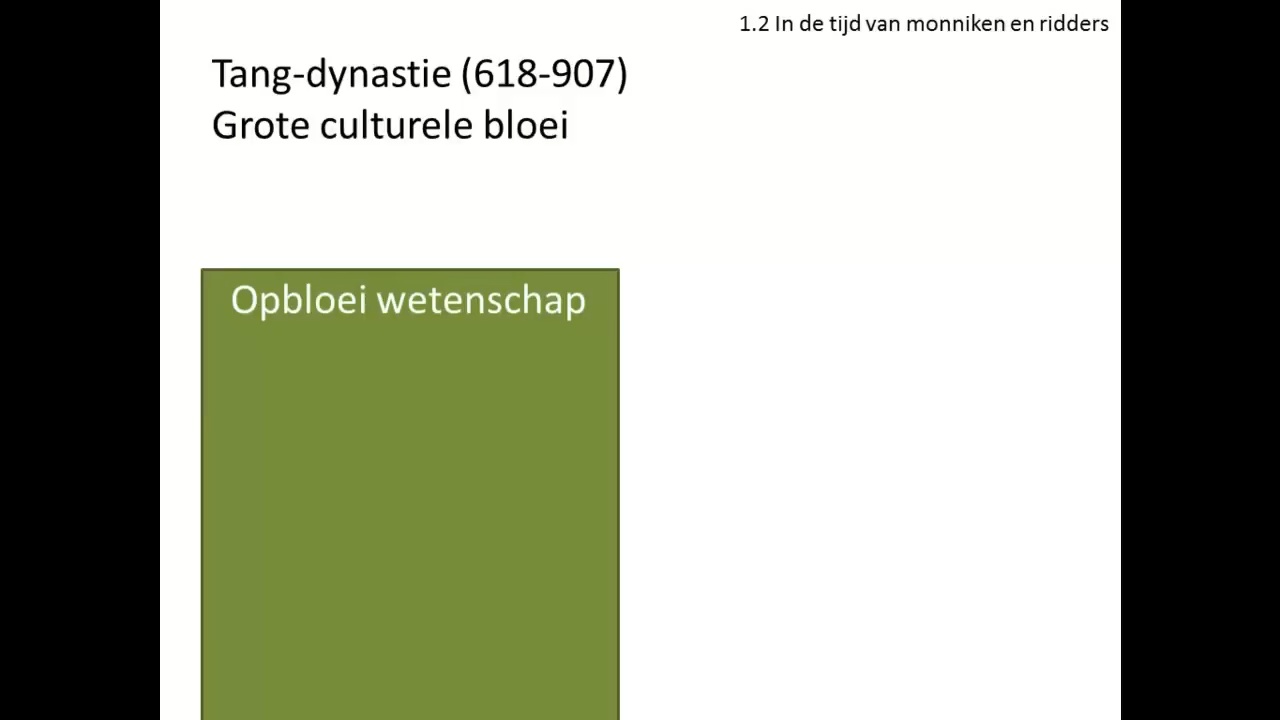 1.2 In de tijd van monniken en ridders
Tang-dynastie (618-907)
Grote culturele bloei
Opbloei wetenschap